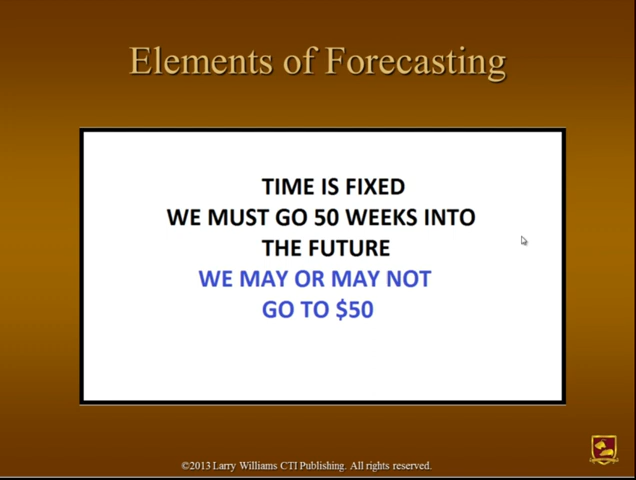 Elements of Forecasting
TIME IS FIXED
WE MUST GO 50 WEEKS INTO
THE FUTURE
WE MAY OR MAY NOT
GO TO $50
©2013 Larry Williams CTI Publishing. All rights reserved.